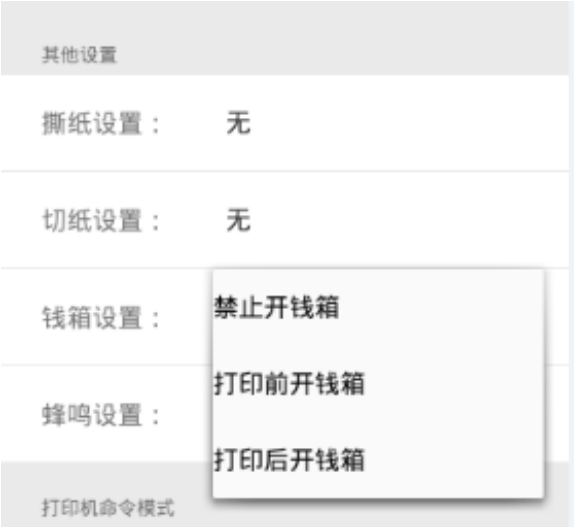 其他设置
撕纸设置： 无
切纸设置： 无
钱箱设置： 禁止开钱箱
打印前开钱箱
蜂鸣设置：
打印后开钱箱
打印机命令模式